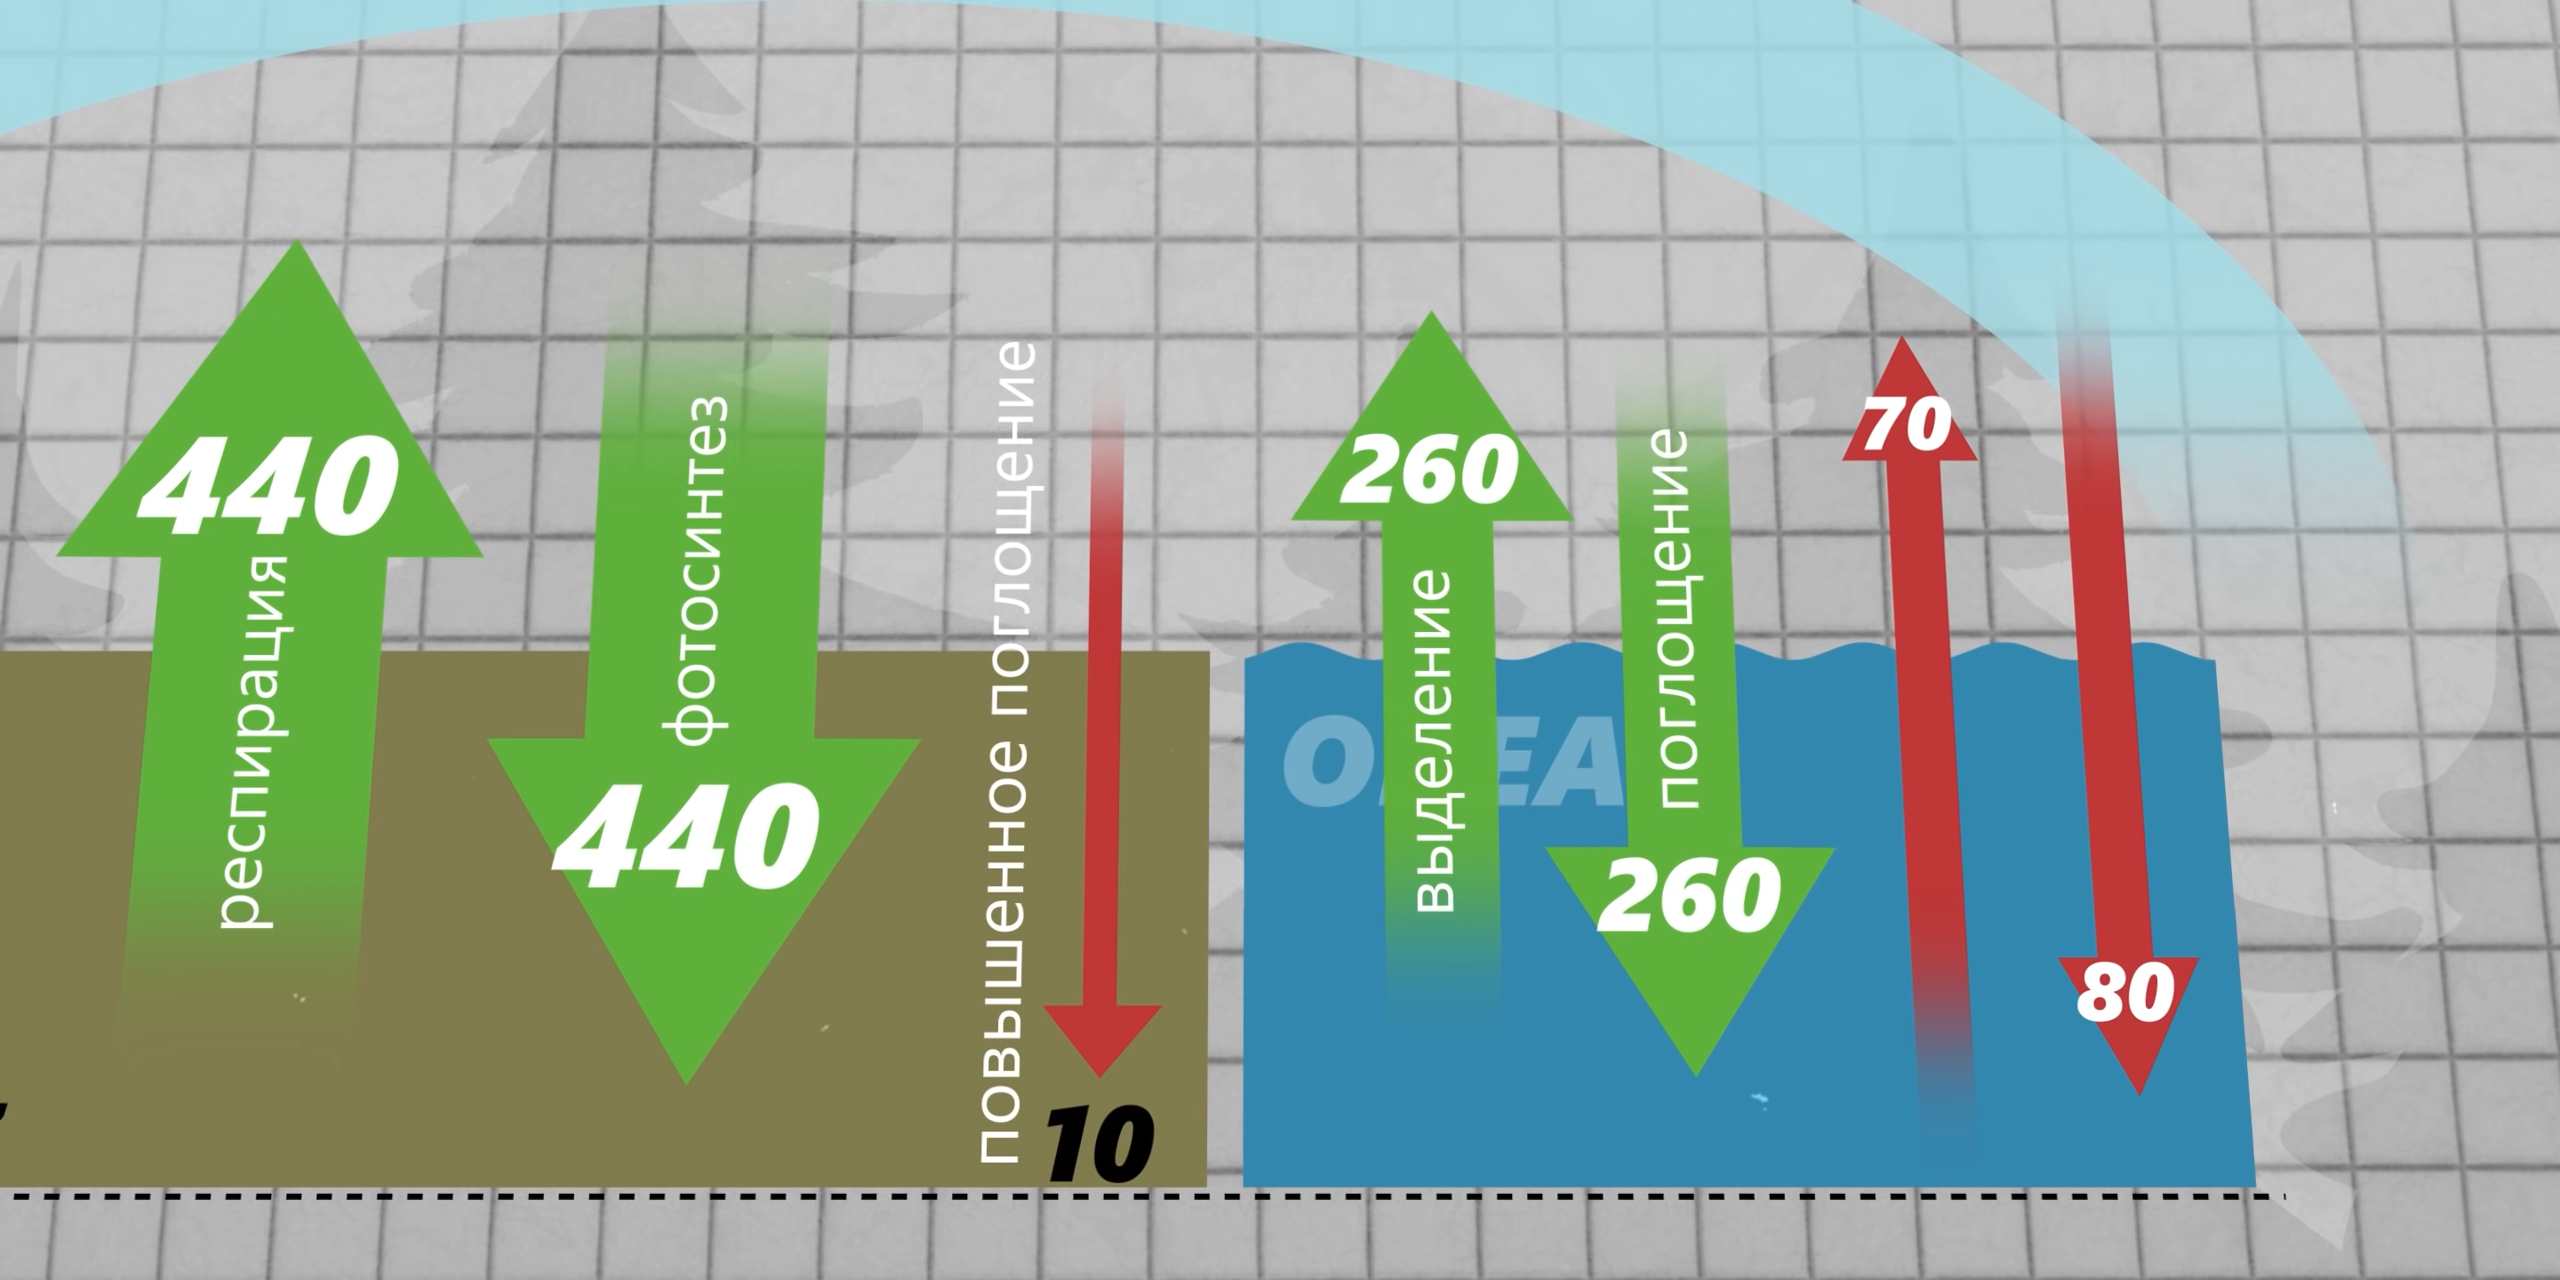 440
респирация
фотосинтез
440
повышенное поглощение
10
260
выделение
поглощение
260
70
80